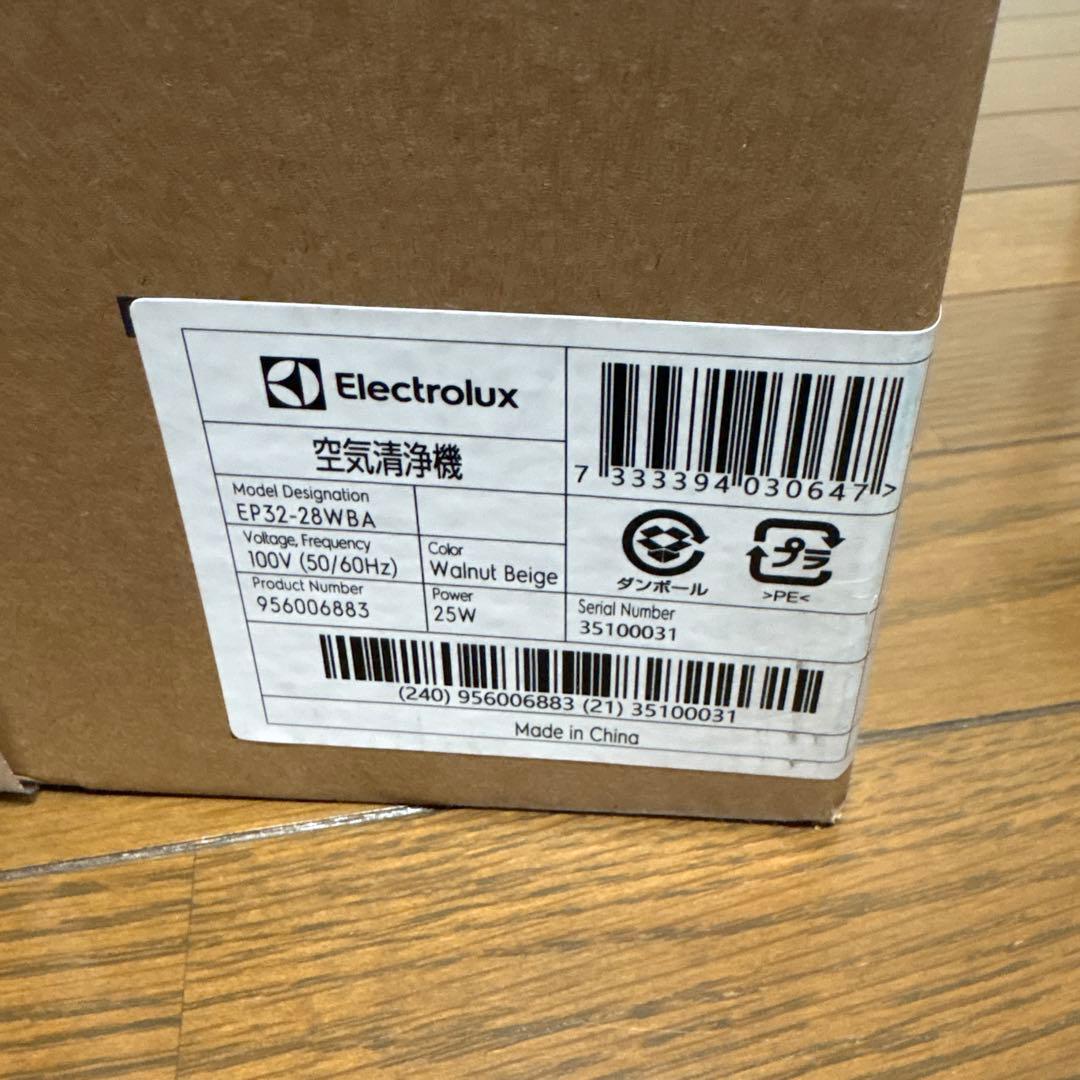 Electrolux
空気清浄機
Model Designation
EP32-28WBA
Voltage, Frequency
100V (50/60Hz)
Color
Walnut Beige
Product Number
956006883
Power
25W
7 333394 030647 >
ダンボール
プラ
>PE<
Serial Number
35100031
(240) 956006883 (21) 35100031
Made in China